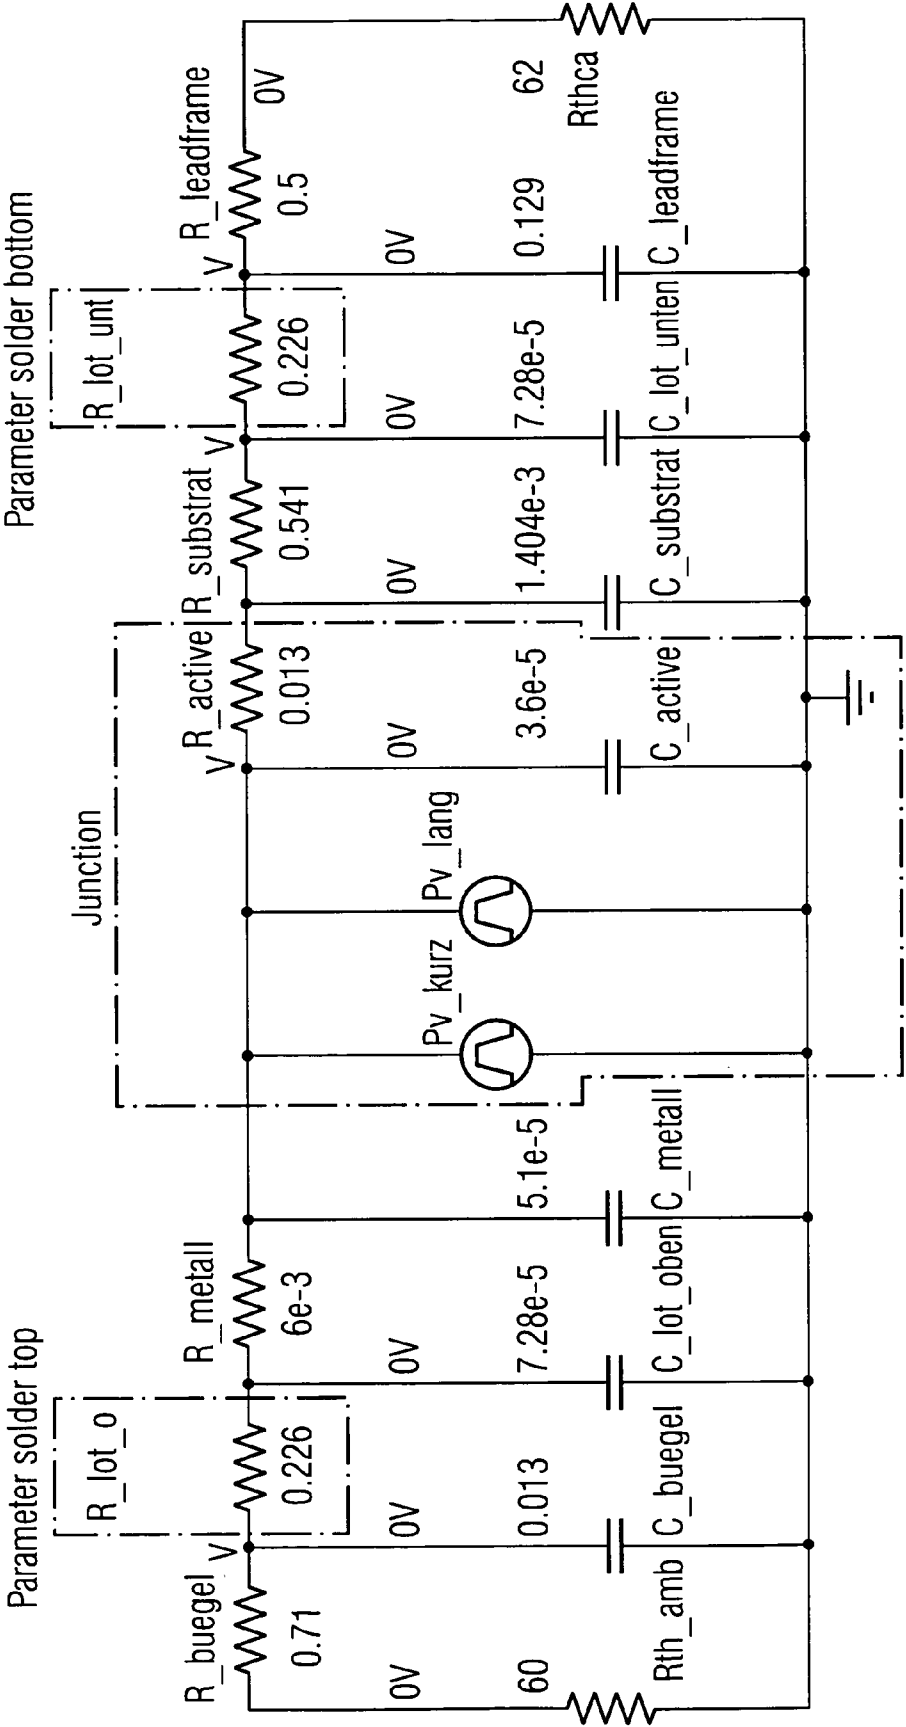 Parameter solder top
Junction
Parameter solder bottom
R_buegel
0.71
V
R_lot_o
0.226
R_metall
6e-3
V
R_active
0.013
R_substrat
0.541
V
R_lot_unt
0.226
V
R_leadframe
0.5
0V
0V
0V
0V
0V
0V
0V
0V
Pv_kurz
Pv_lang
60
0.013
7.28e-5
5.1e-5
3.6e-5
1.404e-3
7.28e-5
0.129
62
Rth_amb
C_buegel
C_lot_oben
C_metall
C_active
C_substrat
C_lot_unten
C_leadframe
Rthca